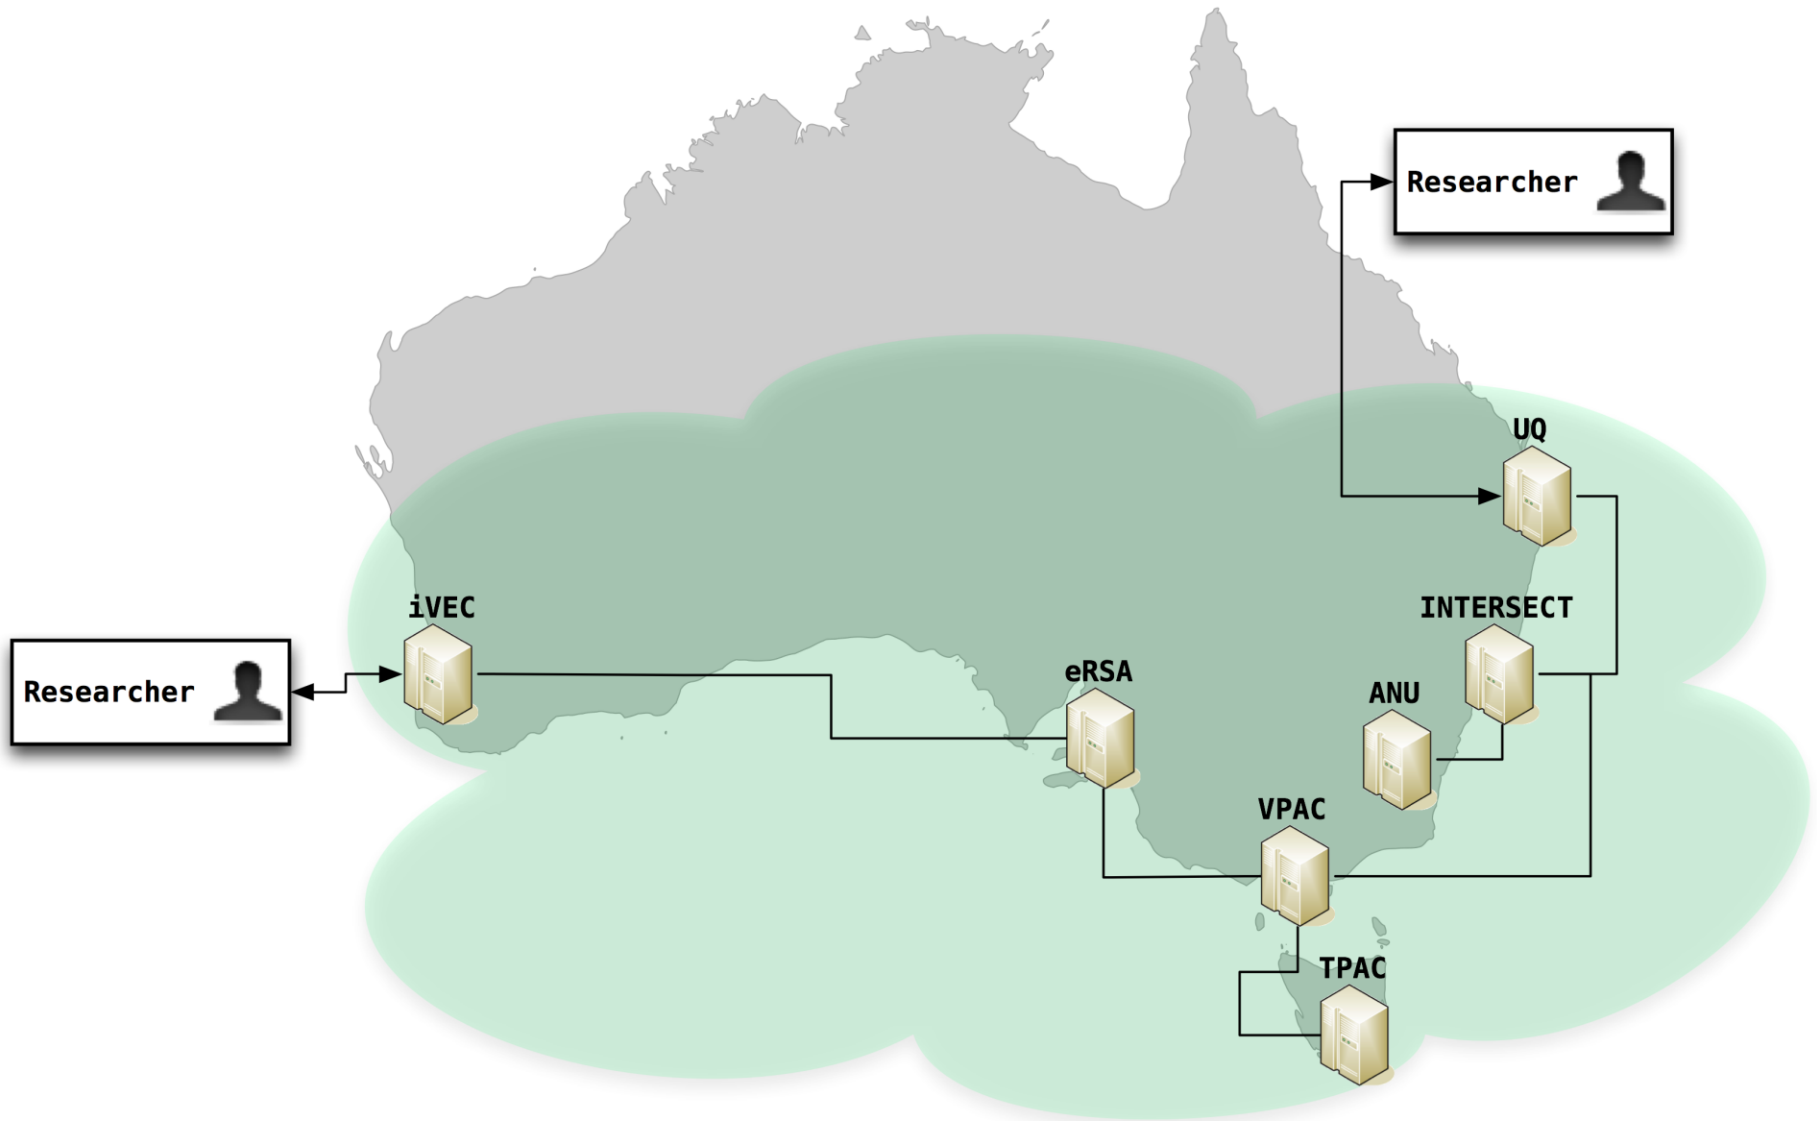 Researcher
UQ
iVEC
INTERSECT
eRSA
ANU
Researcher
VPAC
TPAC